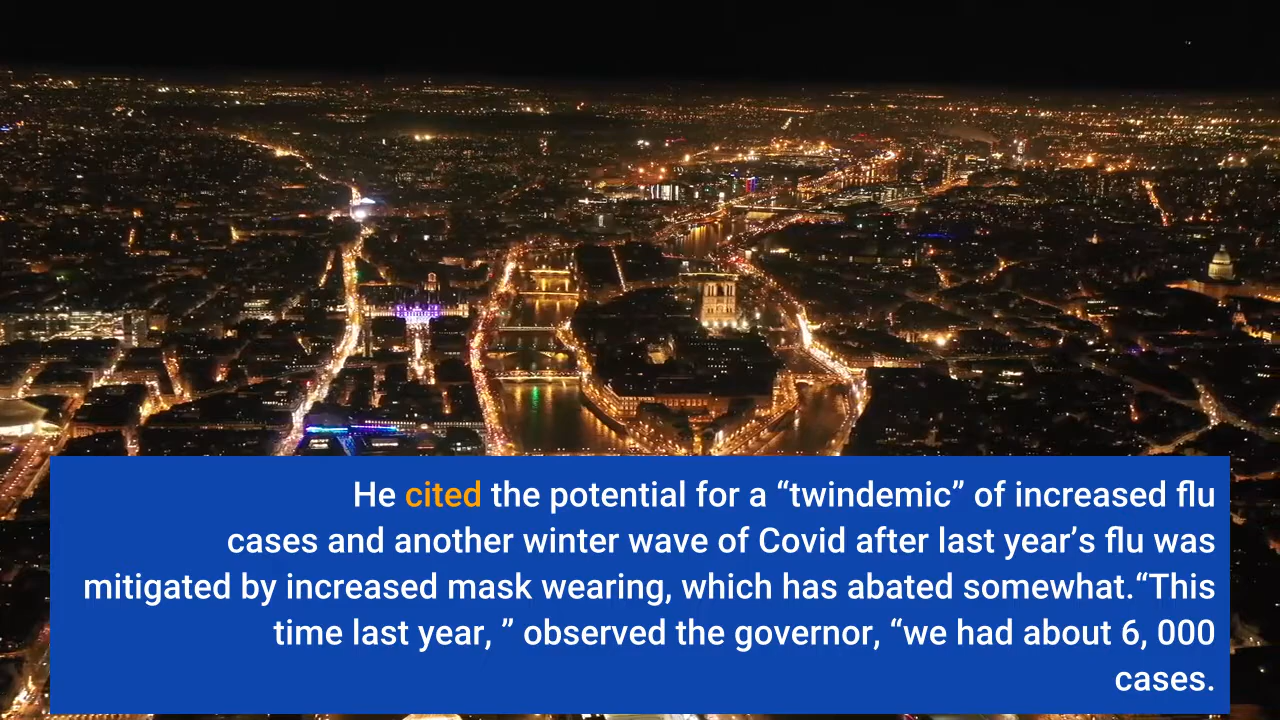 He cited the potential for a “twindemic” of increased flu
cases and another winter wave of Covid after last year’s flu was
mitigated by increased mask wearing, which has abated somewhat.“This
time last year, ” observed the governor, “we had about 6, 000
cases.